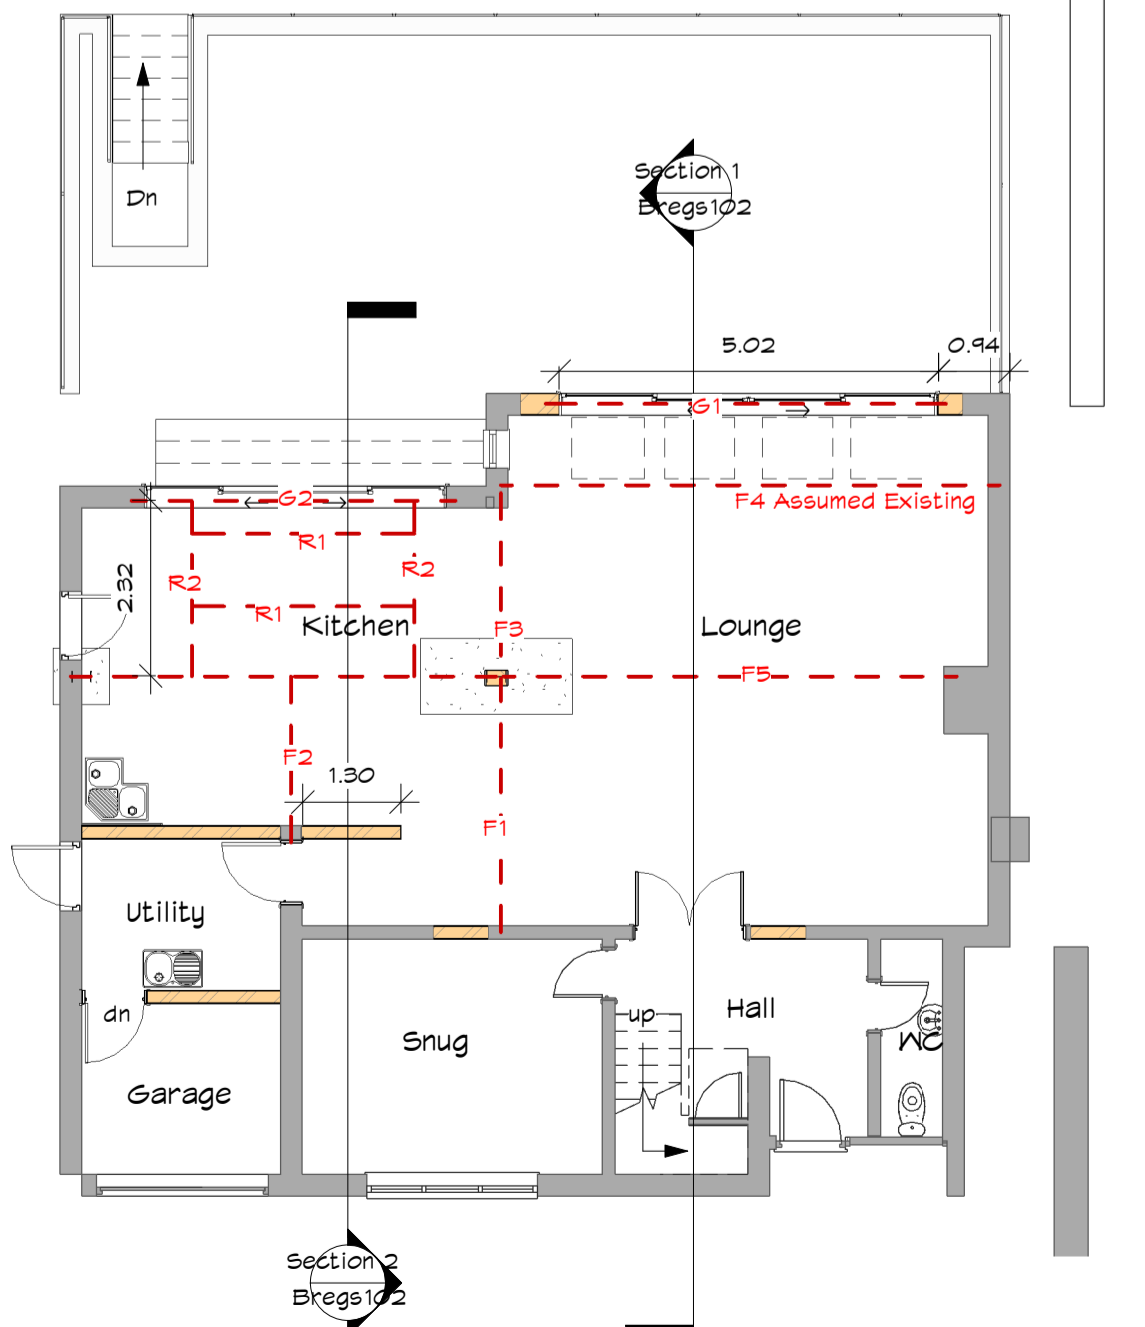 Dn
Section 1
Bregs102
5.02
0.94
G1
G2
F4 Assumed Existing
R1
R2
R2
2.32
R1
Kitchen
F3
Lounge
F5
F2
1.30
F1
Utility
dn
Garage
Snug
up
Hall
WC
Section 2
Bregs102